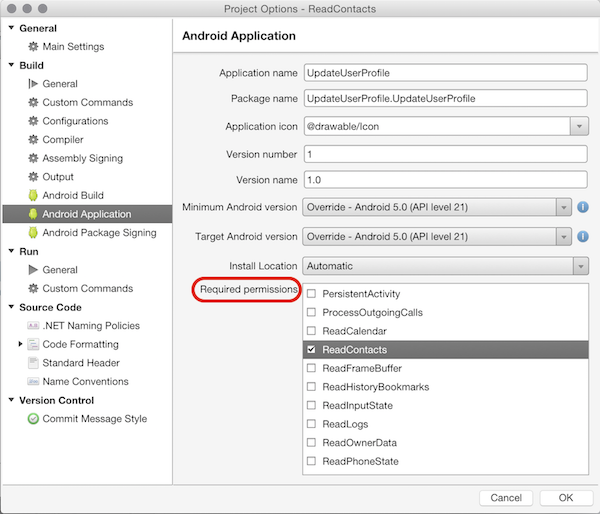 Project Options - ReadContacts
General
Main Settings
Build
General
Custom Commands
Configurations
Compiler
Assembly Signing
Output
Android Build
Android Application
Android Package Signing
Run
General
Custom Commands
Source Code
.NET Naming Policies
Code Formatting
Standard Header
Name Conventions
Version Control
Commit Message Style
Android Application
Application name UpdateUserProfile
Package name UpdateUserProfile.UpdateUserProfile
Application icon @drawable/Icon
Version number 1
Version name 1.0
Minimum Android version Override - Android 5.0 (API level 21) i
Target Android version Override - Android 5.0 (API level 21) i
Install Location Automatic
Required permissions PersistentActivity
ProcessOutgoingCalls
ReadCalendar
ReadContacts
ReadFrameBuffer
ReadHistoryBookmarks
ReadInputState
ReadLogs
ReadOwnerData
ReadPhoneState
Cancel OK